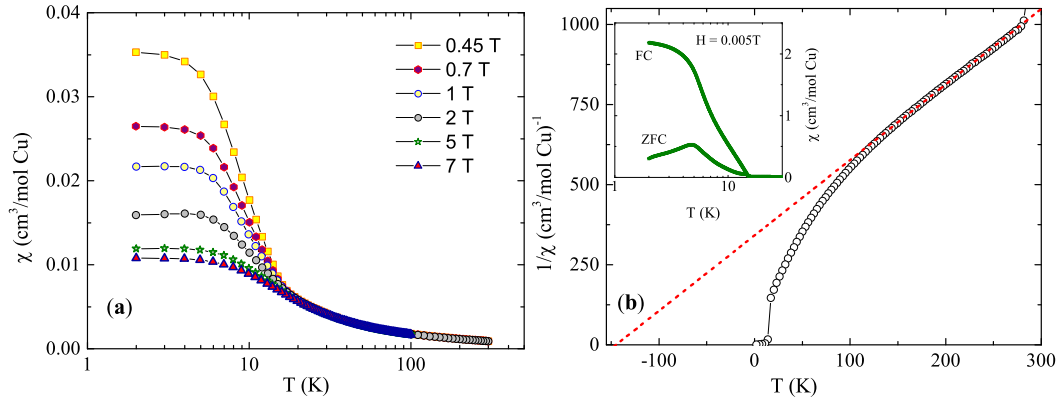 0.04
0.03
0.02
0.01
0.00
χ (cm³/mol Cu)
0.45 T
0.7 T
1 T
2 T
5 T
7 T
(a)
1
10
100
T (K)
1000
750
500
250
0
1/χ (cm³/mol Cu)⁻¹
H = 0.005T
FC
ZFC
2
1
0
χ (cm³/mol Cu)
1
10
T (K)
(b)
-100
0
100
200
300
T (K)